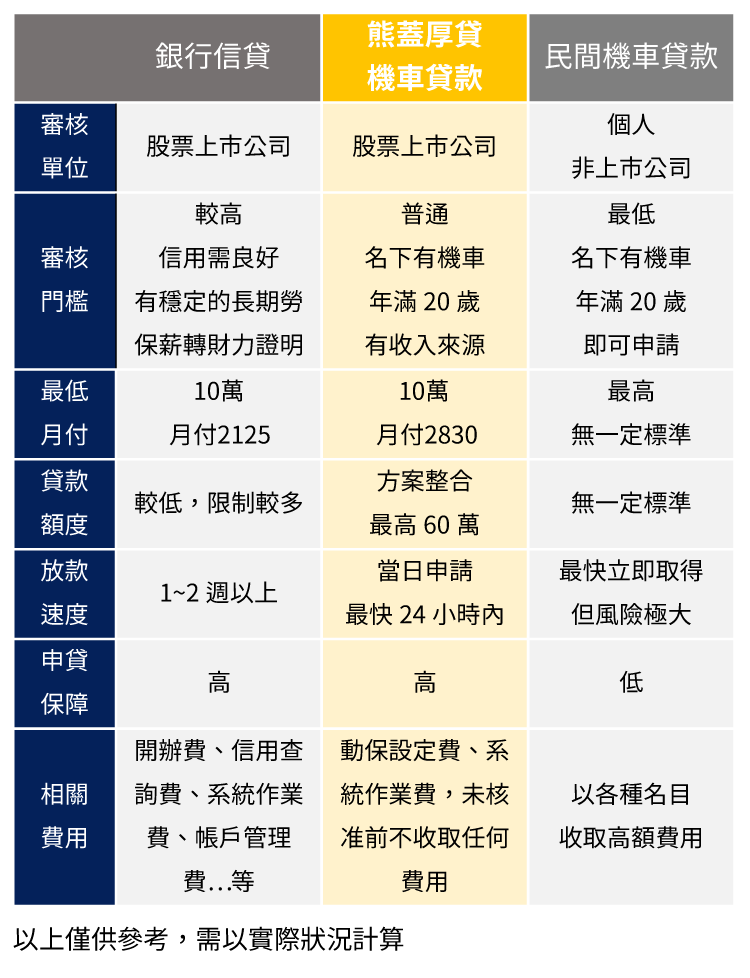 銀行信貸
熊蓋厚貸
機車貸款
民間機車貸款
審核
單位
股票上市公司
股票上市公司
個人
非上市公司
審核
門檻
較高
信用需良好
有穩定的長期勞
保薪轉財力證明
普通
名下有機車
年滿 20 歲
有收入來源
最低
名下有機車
年滿 20 歲
即可申請
最低
月付
10萬
月付2125
10萬
月付2830
最高
無一定標準
貸款
額度
較低，限制較多
方案整合
最高 60 萬
無一定標準
放款
速度
1~2 週以上
當日申請
最快 24 小時內
最快立即取得
但風險極大
申貸
保障
高
高
低
相關
費用
開辦費、信用查
詢費、系統作業
費、帳戶管理
費…等
動保設定費、系
統作業費，未核
准前不收取任何
費用
以各種名目
收取高額費用
以上僅供參考，需以實際狀況計算